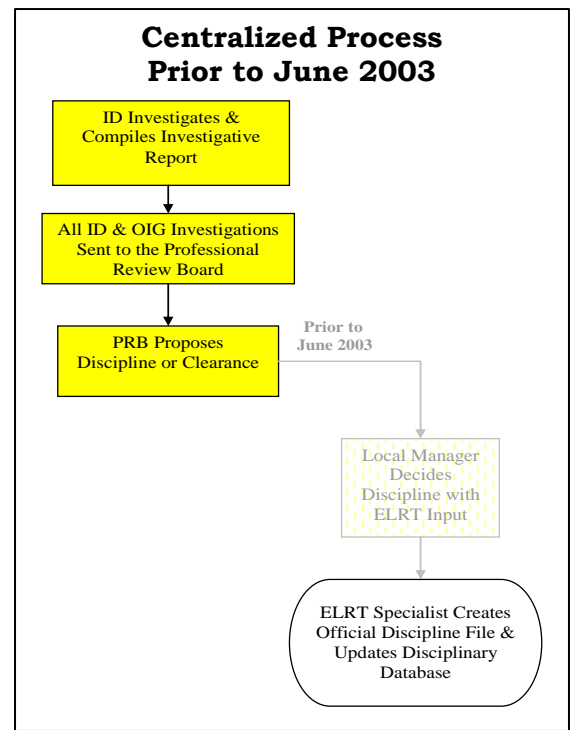 Centralized Process
Prior to June 2003
ID Investigates &
Compiles Investigative
Report
All ID & OIG Investigations
Sent to the Professional
Review Board
PRB Proposes
Discipline or Clearance
Prior to
June 2003
Local Manager
Decides
Discipline with
ELRT Input
ELRT Specialist Creates
Official Discipline File &
Updates Disciplinary
Database